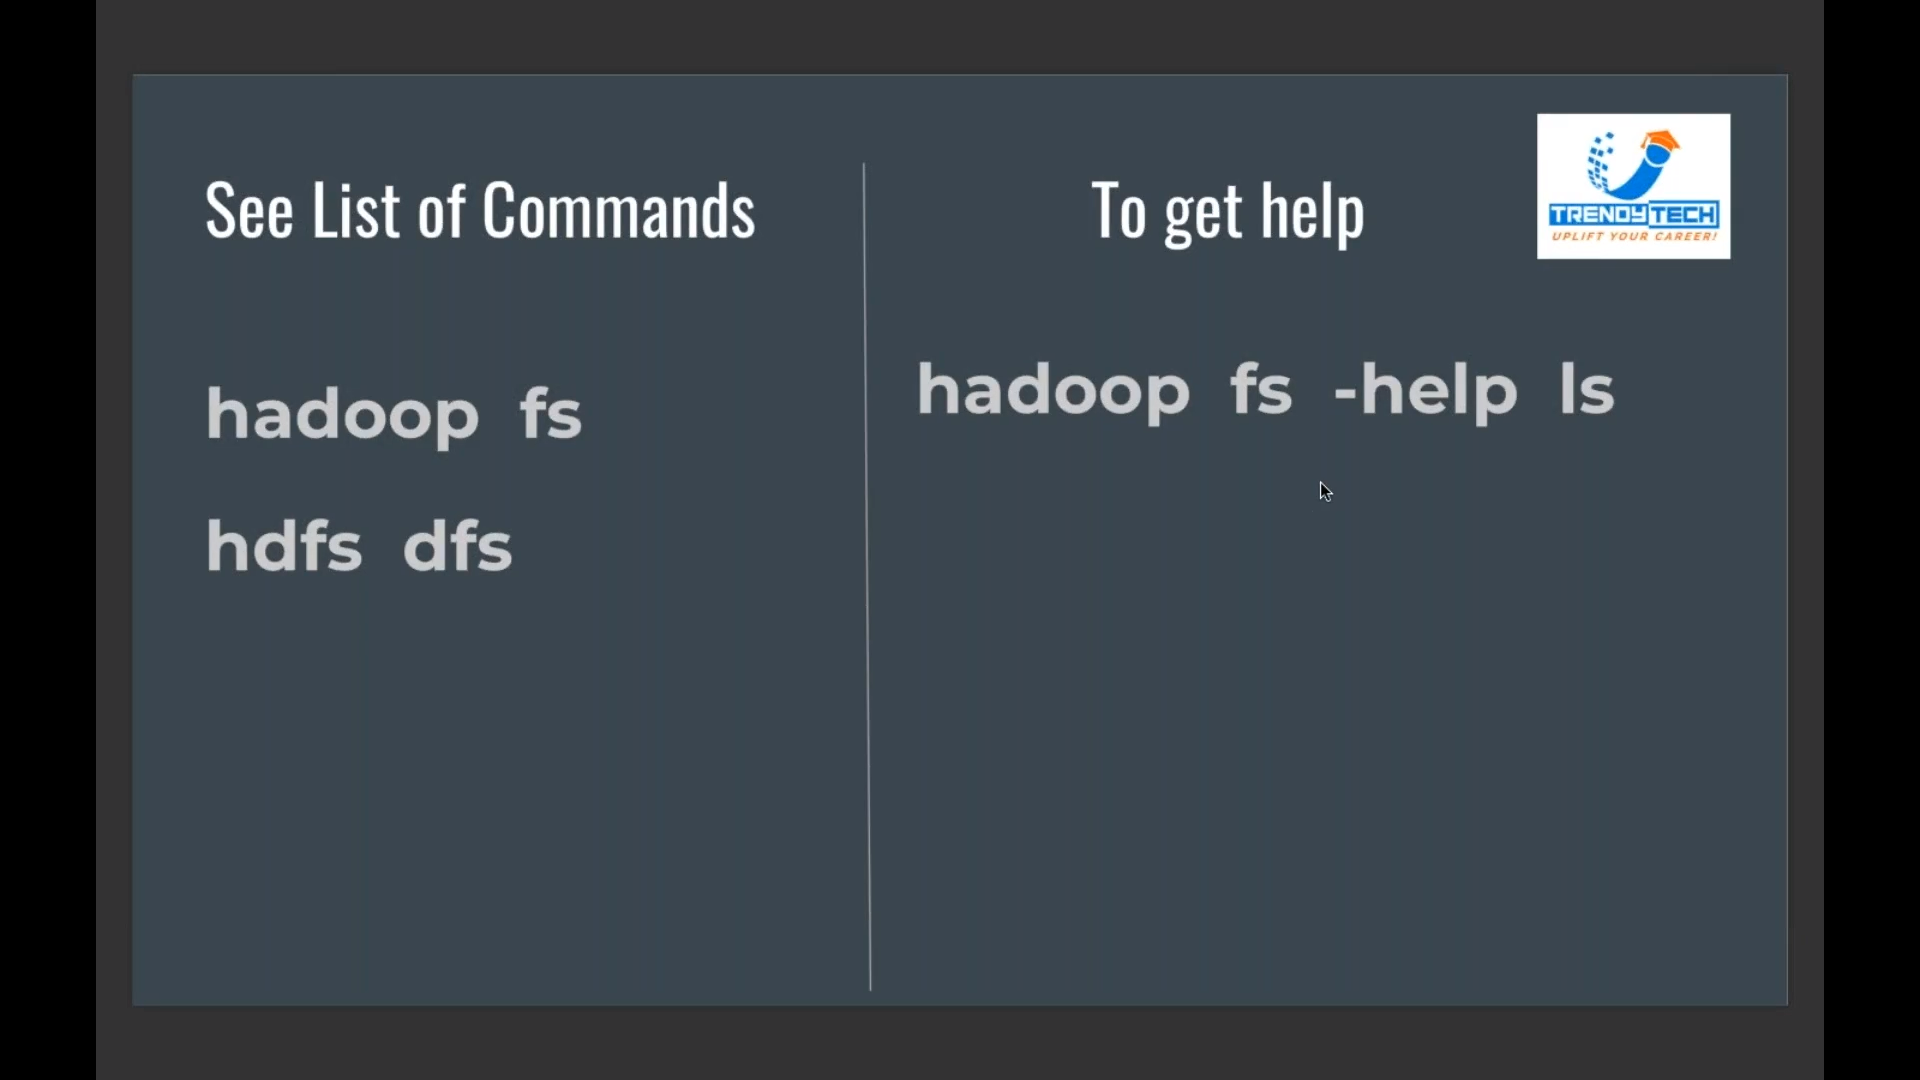 See List of Commands
hadoop fs
hdfs dfs
To get help
hadoop fs -help ls
TRENDYTECH
UPLIFT YOUR CAREER!